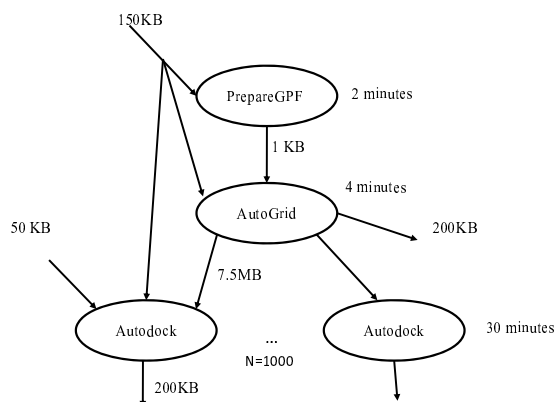 150KB
PrepareGPF
2 minutes
1 KB
4 minutes
AutoGrid
50 KB
200KB
7.5MB
Autodock
...
Autodock
30 minutes
N=1000
200KB